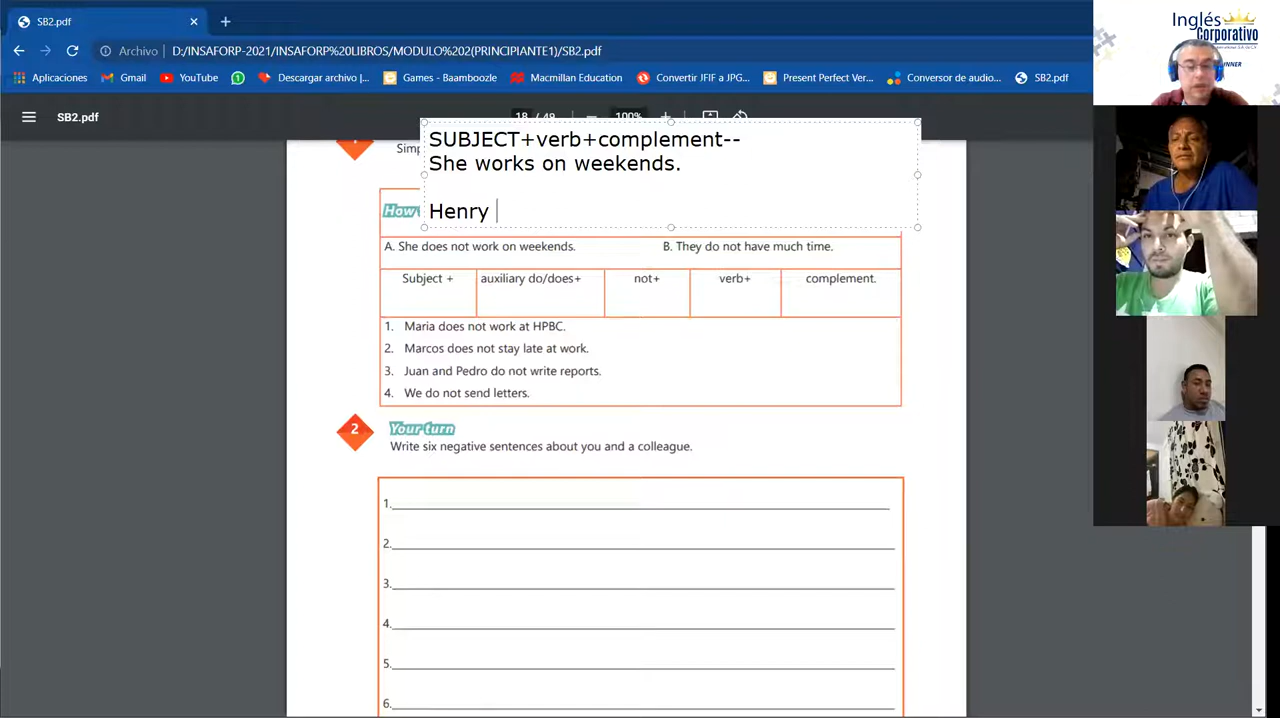 SB2.pdf
Archivo
D:/INSAFORP-2021/INSAFORP%20LIBROS/MODULO%202(PRINCIPIANTE1)/SB2.pdf
Aplicaciones
Gmail
YouTube
Descargar archivo |...
Games - Baamboozle
Macmillan Education
Convertir JFIF a JPG...
Present Perfect Ver...
Conversor de audio...
SB2.pdf
SB2.pdf
18 / 49
100%
SUBJECT+verb+complement--
She works on weekends.
Henry
Simp
How
A. She does not work on weekends.
B. They do not have much time.
Subject +
auxiliary do/does+
not+
verb+
complement.
1. Maria does not work at HPBC.
2. Marcos does not stay late at work.
3. Juan and Pedro do not write reports.
4. We do not send letters.
2
Your turn
Write six negative sentences about you and a colleague.
1.
2.
3.
4.
5.
6.
Inglés
Corporativo